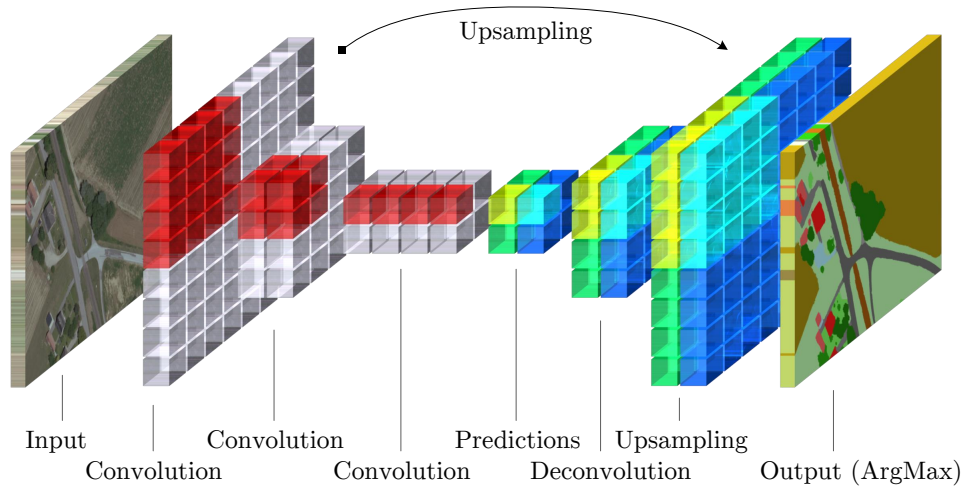 Upsampling
Input
Convolution
Convolution
Convolution
Predictions
Deconvolution
Upsampling
Output (ArgMax)